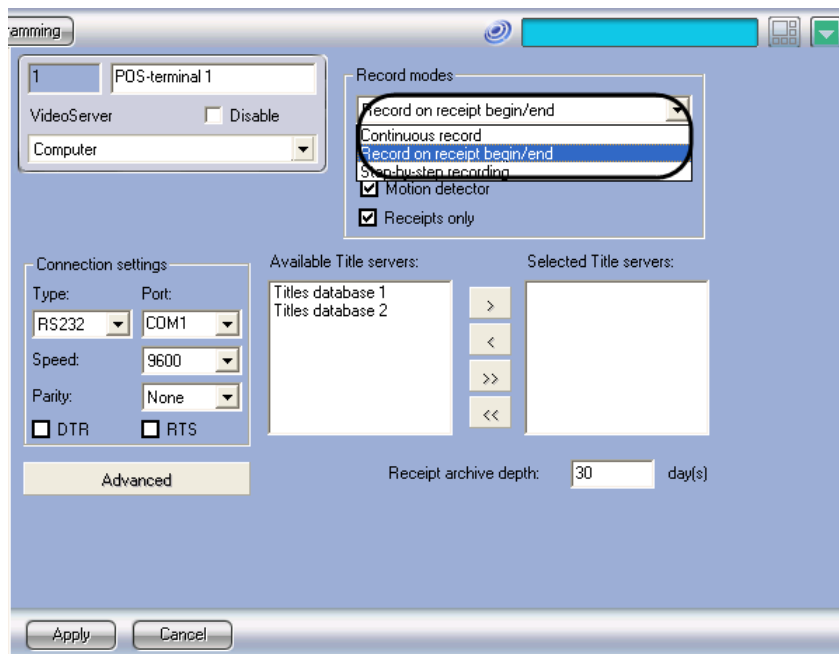 amming
1 POS-terminal 1
VideoServer Disable
Computer
Record modes
Record on receipt begin/end
Continuous record
Record on receipt begin/end
Step-by-step recording
Motion detector
Receipts only
Connection settings
Type: Port:
RS232 COM1
Speed: 9600
Parity: None
DTR RTS
Advanced
Available Title servers:
Titles database 1
Titles database 2
>
<
>>
<<
Selected Title servers:
Receipt archive depth: 30 day(s)
Apply Cancel